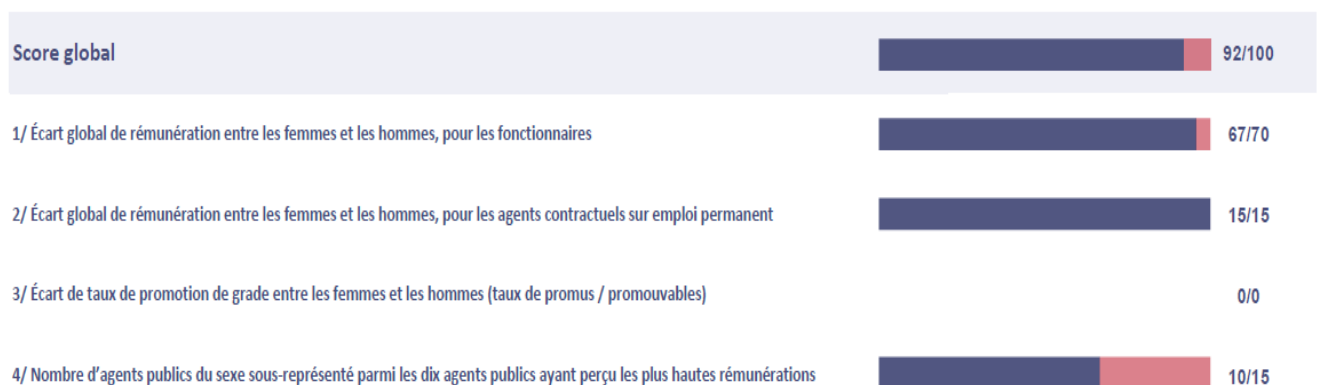 Score global 92/100
1/ Écart global de rémunération entre les femmes et les hommes, pour les fonctionnaires 67/70
2/ Écart global de rémunération entre les femmes et les hommes, pour les agents contractuels sur emploi permanent 15/15
3/ Écart de taux de promotion de grade entre les femmes et les hommes (taux de promus / promouvables) 0/0
4/ Nombre d'agents publics du sexe sous-représenté parmi les dix agents publics ayant perçu les plus hautes rémunérations 10/15